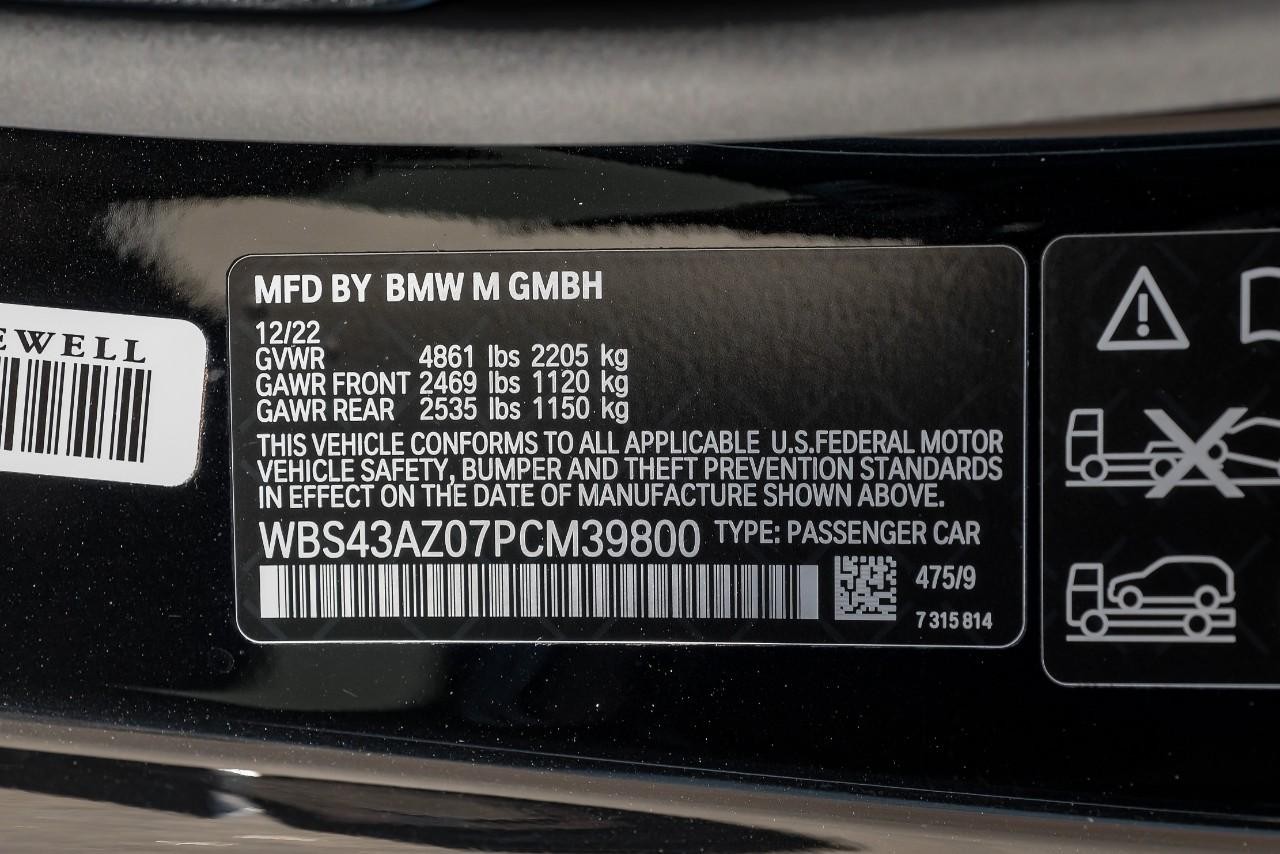 EWELL
MFD BY BMW M GMBH
12/22
GVWR 4861 lbs 2205 kg
GAWR FRONT 2469 lbs 1120 kg
GAWR REAR 2535 lbs 1150 kg
THIS VEHICLE CONFORMS TO ALL APPLICABLE U.S.FEDERAL MOTOR
VEHICLE SAFETY, BUMPER AND THEFT PREVENTION STANDARDS
IN EFFECT ON THE DATE OF MANUFACTURE SHOWN ABOVE.
WBS43AZ07PCM39800 TYPE: PASSENGER CAR
475/9
7 315 814